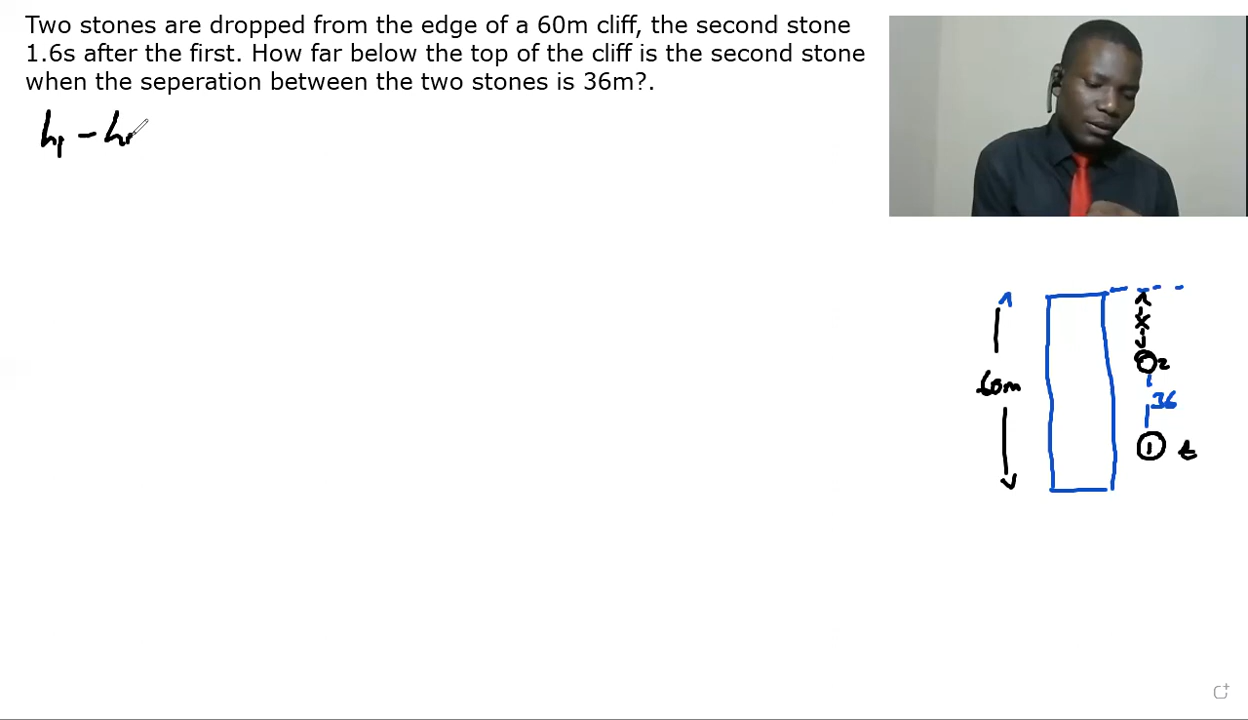 Two stones are dropped from the edge of a 60m cliff, the second stone
1.6s after the first. How far below the top of the cliff is the second stone
when the seperation between the two stones is 36m?.
h₁ - h
x
2
60m
36
1 t